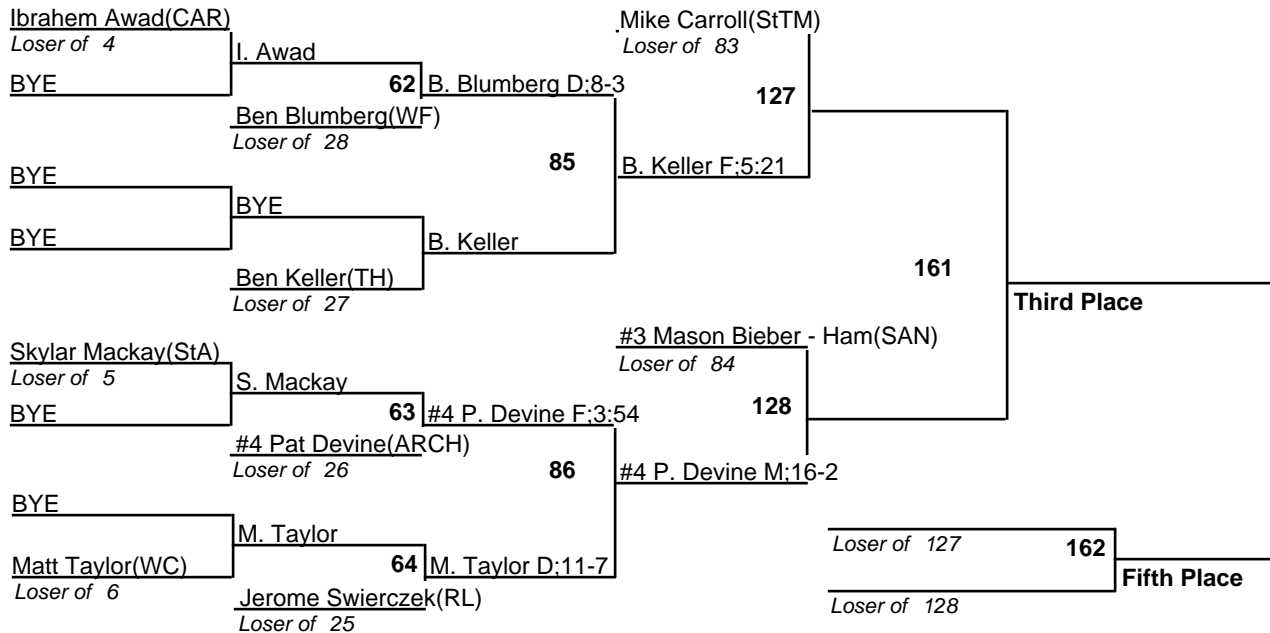 Ibrahem Awad(CAR)
Loser of 4
I. Awad
BYE
62
B. Blumberg D;8-3
Ben Blumberg(WF)
Loser of 28
85
BYE
BYE
BYE
B. Keller
Ben Keller(TH)
Loser of 27
Mike Carroll(StTM)
Loser of 83
127
B. Keller F;5:21
161
Third Place
Skylar Mackay(StA)
Loser of 5
S. Mackay
BYE
63
#4 P. Devine F;3:54
#4 Pat Devine(ARCH)
Loser of 26
86
BYE
M. Taylor
Matt Taylor(WC)
Loser of 6
64
M. Taylor D;11-7
Jerome Swierczek(RL)
Loser of 25
#3 Mason Bieber - Ham(SAN)
Loser of 84
128
#4 P. Devine M;16-2
Loser of 127
162
Fifth Place
Loser of 128